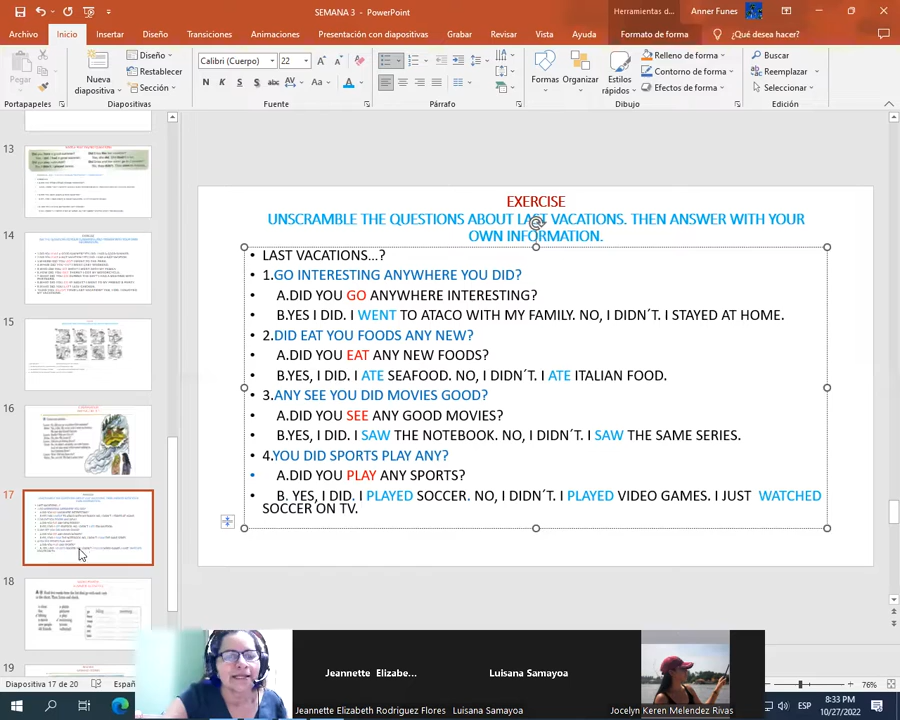 SEMANA 3 - PowerPoint
Herramientas d...
Anner Funes
Archivo
Inicio
Insertar
Diseño
Transiciones
Animaciones
Presentación con diapositivas
Grabar
Revisar
Vista
Ayuda
Formato de forma
¿Qué desea hacer?
Pegar
Nueva
diapositiva
Diseño
Restablecer
Sección
Calibri (Cuerpo)
22
Formas
Organizar
Estilos
rápidos
Relleno de forma
Contorno de forma
Efectos de forma
Buscar
Reemplazar
Seleccionar
Portapapeles
Diapositivas
Fuente
Párrafo
Dibujo
Edición
13
14
15
16
17
18
19
EXERCISE
UNSCRAMBLE THE QUESTIONS ABOUT LAST VACATIONS. THEN ANSWER WITH YOUR
OWN INFORMATION.
• LAST VACATIONS...?
• 1.GO INTERESTING ANYWHERE YOU DID?
• A.DID YOU GO ANYWHERE INTERESTING?
• B.YES I DID. I WENT TO ATACO WITH MY FAMILY. NO, I DIDN´T. I STAYED AT HOME.
• 2.DID EAT YOU FOODS ANY NEW?
• A.DID YOU EAT ANY NEW FOODS?
• B.YES, I DID. I ATE SEAFOOD. NO, I DIDN´T. I ATE ITALIAN FOOD.
• 3.ANY SEE YOU DID MOVIES GOOD?
• A.DID YOU SEE ANY GOOD MOVIES?
• B.YES, I DID. I SAW THE NOTEBOOK. NO, I DIDN´T. I SAW THE SAME SERIES.
• 4.YOU DID SPORTS PLAY ANY?
• A.DID YOU PLAY ANY SPORTS?
• B. YES, I DID. I PLAYED SOCCER. NO, I DIDN´T. I PLAYED VIDEO GAMES. I JUST WATCHED
SOCCER ON TV.
Diapositiva 17 de 20
76%
Jeannette Elizabe...
Luisana Samayoa
Jeannette Elizabeth Rodriguez Flores
Luisana Samayoa
Jocelyn Keren Melendez Rivas
ESP
8:33 PM
10/27/2022